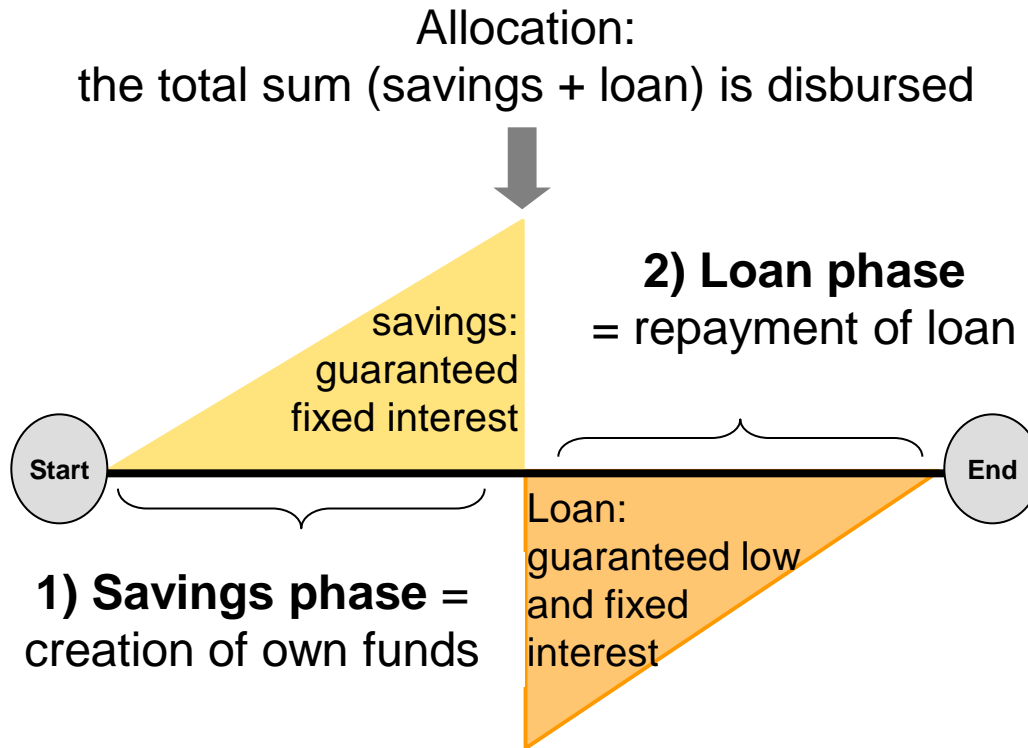 Allocation:
the total sum (savings + loan) is disbursed
2) Loan phase
= repayment of loan
savings:
guaranteed
fixed interest
Start
End
Loan:
guaranteed low
and fixed
interest
1) Savings phase =
creation of own funds